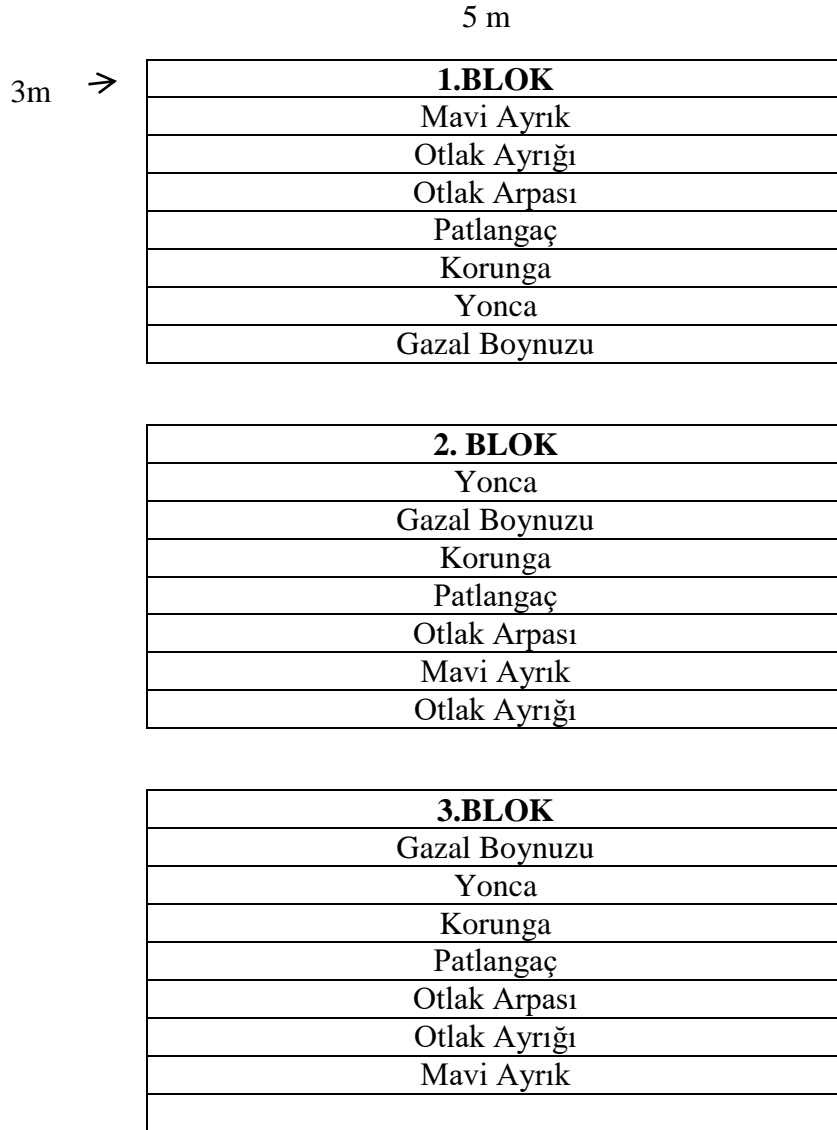 5 m
3m
1.BLOK
Mavi Ayrık
Otlak Ayrığı
Otlak Arpası
Patlangaç
Korunga
Yonca
Gazal Boynuzu
2. BLOK
Yonca
Gazal Boynuzu
Korunga
Patlangaç
Otlak Arpası
Mavi Ayrık
Otlak Ayrığı
3.BLOK
Gazal Boynuzu
Yonca
Korunga
Patlangaç
Otlak Arpası
Otlak Ayrığı
Mavi Ayrık